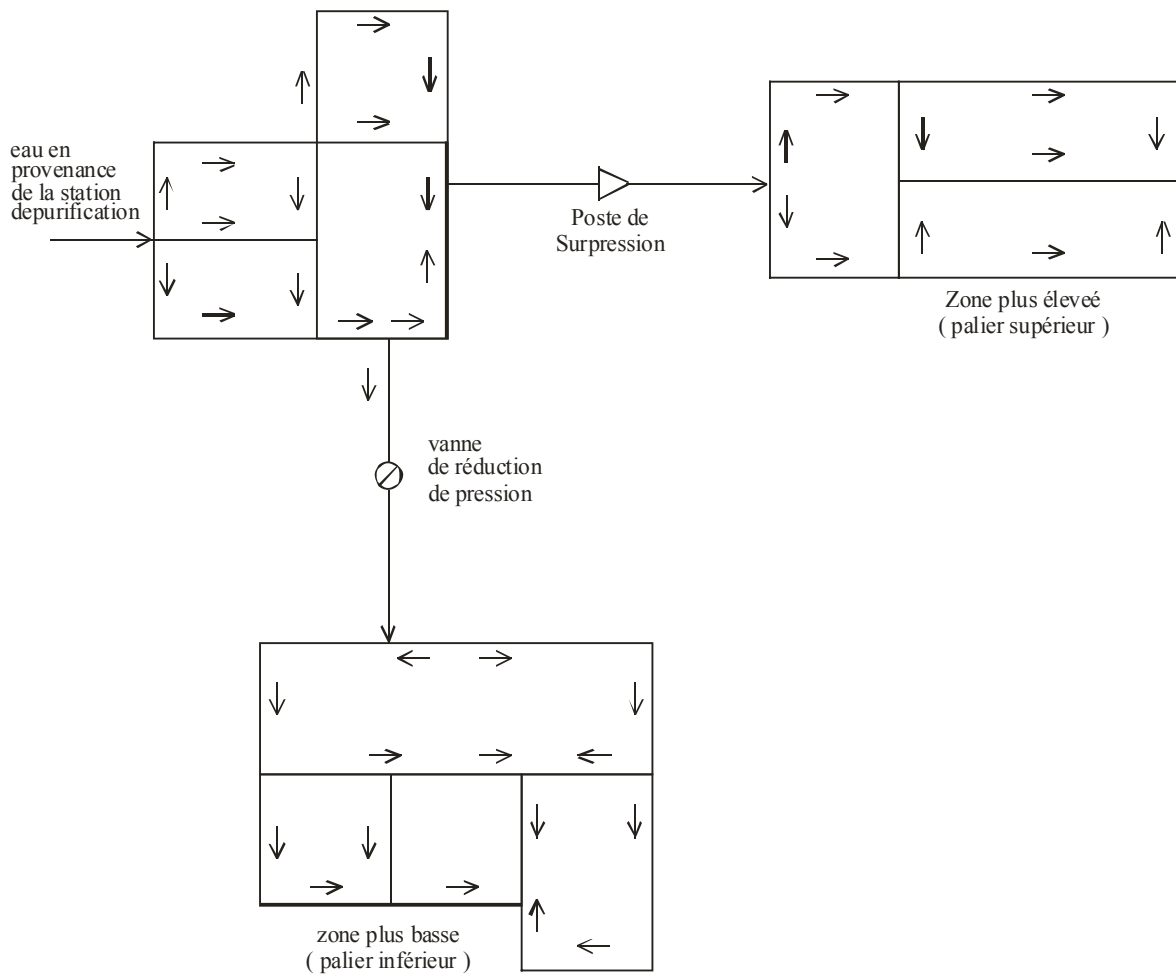 eau en
provenance
de la station
depurification
Poste de
Surpression
Zone plus éleveé
( palier supérieur )
vanne
de réduction
de pression
zone plus basse
( palier inférieur )